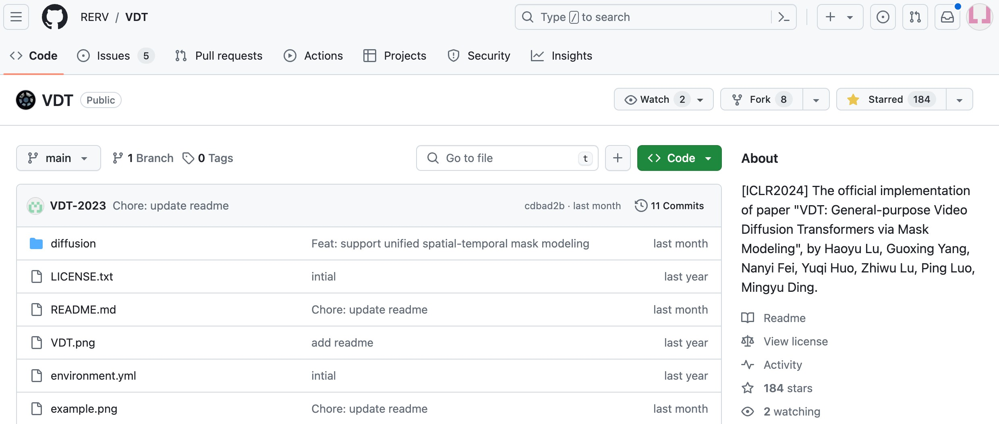 RERV / VDT
Type / to search
Code
Issues 5
Pull requests
Actions
Projects
Security
Insights
VDT Public
Watch 2
Fork 8
Starred 184
main
1 Branch
0 Tags
Go to file t
Code
VDT-2023 Chore: update readme cdbad2b · last month 11 Commits
diffusion Feat: support unified spatial-temporal mask modeling last month
LICENSE.txt intial last year
README.md Chore: update readme last month
VDT.png add readme last year
environment.yml intial last year
example.png Chore: update readme last month
About
[ICLR2024] The official implementation
of paper "VDT: General-purpose Video
Diffusion Transformers via Mask
Modeling", by Haoyu Lu, Guoxing Yang,
Nanyi Fei, Yuqi Huo, Zhiwu Lu, Ping Luo,
Mingyu Ding.
Readme
View license
Activity
184 stars
2 watching